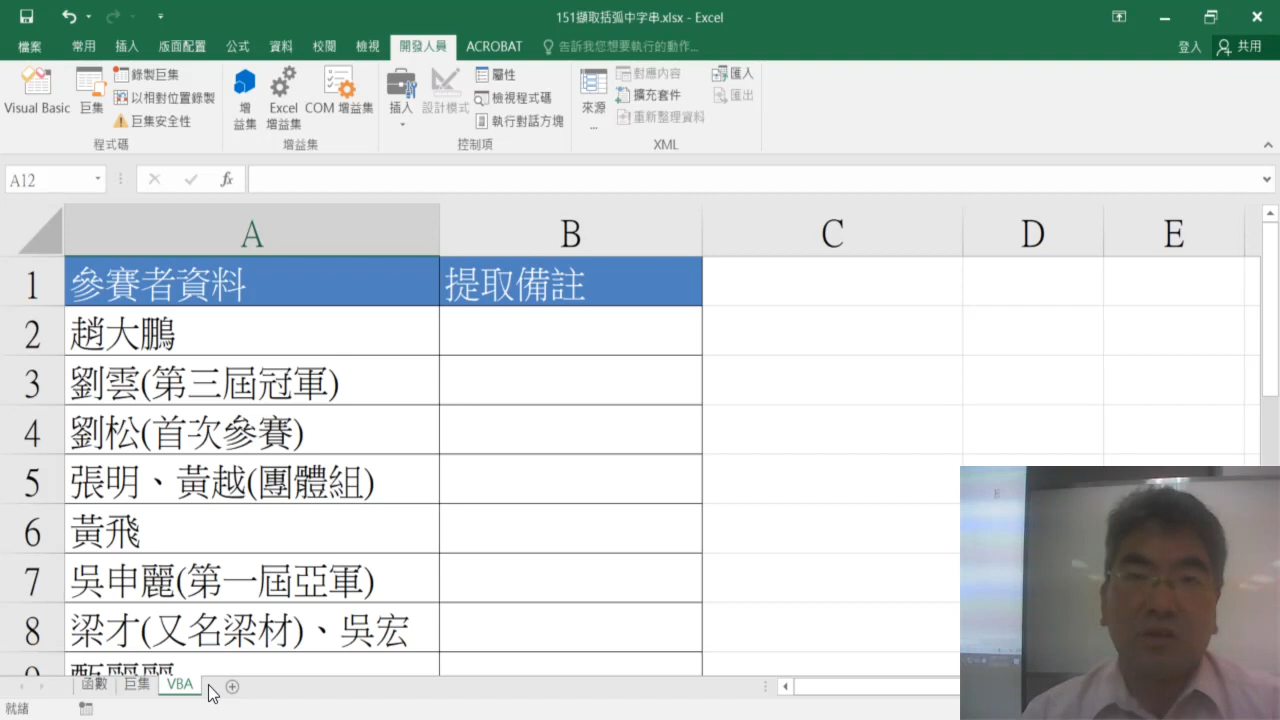 151擷取括弧中字串.xlsx - Excel
檔案 常用 插入 版面配置 公式 資料 校閱 檢視 開發人員 ACROBAT 告訴我您想要執行的動作... 登入 共用
Visual Basic
巨集
錄製巨集
以相對位置錄製
巨集安全性
程式碼
增
益集
Excel
增益集
COM 增益集
增益集
插入
設計模式
屬性
檢視程式碼
執行對話方塊
控制項
來源
...
對應內容
擴充套件
重新整理資料
匯入
匯出
XML
A12
fx
A B C D E
1 參賽者資料 提取備註
2 趙大鵬
3 劉雲(第三屆冠軍)
4 劉松(首次參賽)
5 張明、黃越(團體組)
6 黃飛
7 吳申麗(第一屆亞軍)
8 梁才(又名梁材)、吳宏
函數 巨集 VBA
就緒